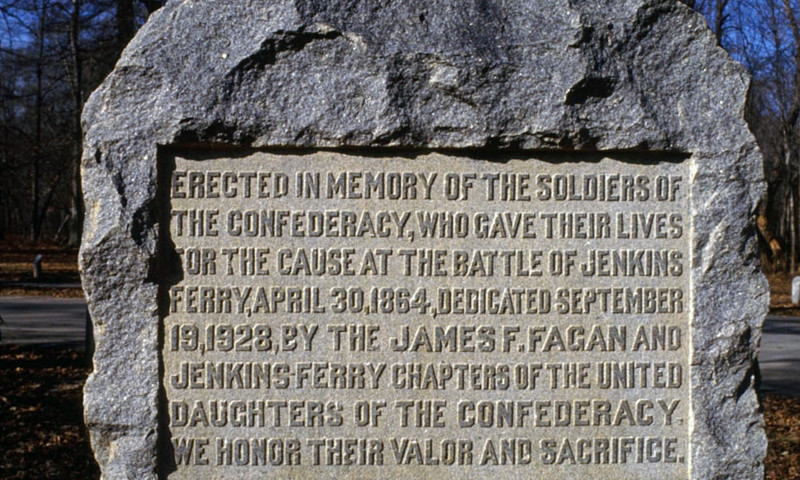 ERECTED IN MEMORY OF THE SOLDIERS OF
THE CONFEDERACY, WHO GAVE THEIR LIVES
FOR THE CAUSE AT THE BATTLE OF JENKINS
FERRY, APRIL 30, 1864, DEDICATED SEPTEMBER
19, 1928, BY THE JAMES F. FAGAN AND
JENKINS FERRY CHAPTERS OF THE UNITED
DAUGHTERS OF THE CONFEDERACY.
WE HONOR THEIR VALOR AND SACRIFICE.